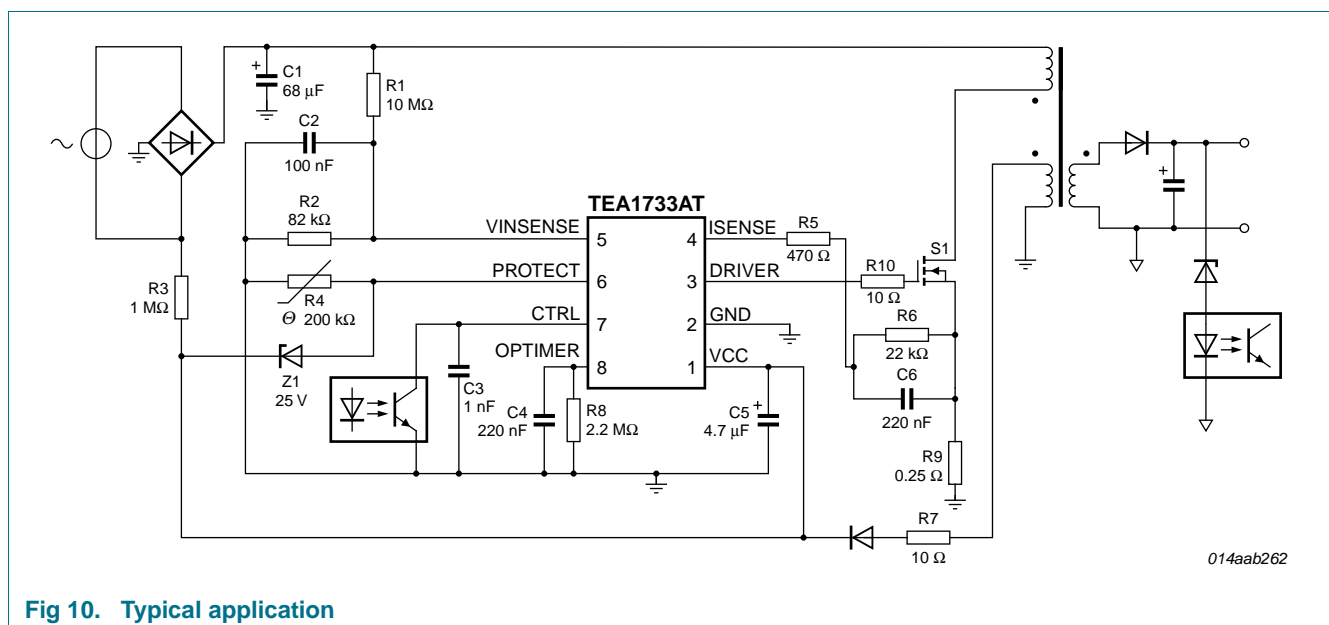 C1
68 μF
R1
10 MΩ
C2
100 nF
R2
82 kΩ
R3
1 MΩ
R4
Θ 200 kΩ
Z1
25 V
TEA1733AT
VINSENSE
5
PROTECT
6
CTRL
7
OPTIMER
8
4
ISENSE
3
DRIVER
2
GND
1
VCC
R5
470 Ω
R10
10 Ω
S1
R6
22 kΩ
C6
220 nF
R9
0.25 Ω
C3
1 nF
C4
220 nF
R8
2.2 MΩ
C5
4.7 μF
R7
10 Ω
014aab262
Fig 10. Typical application